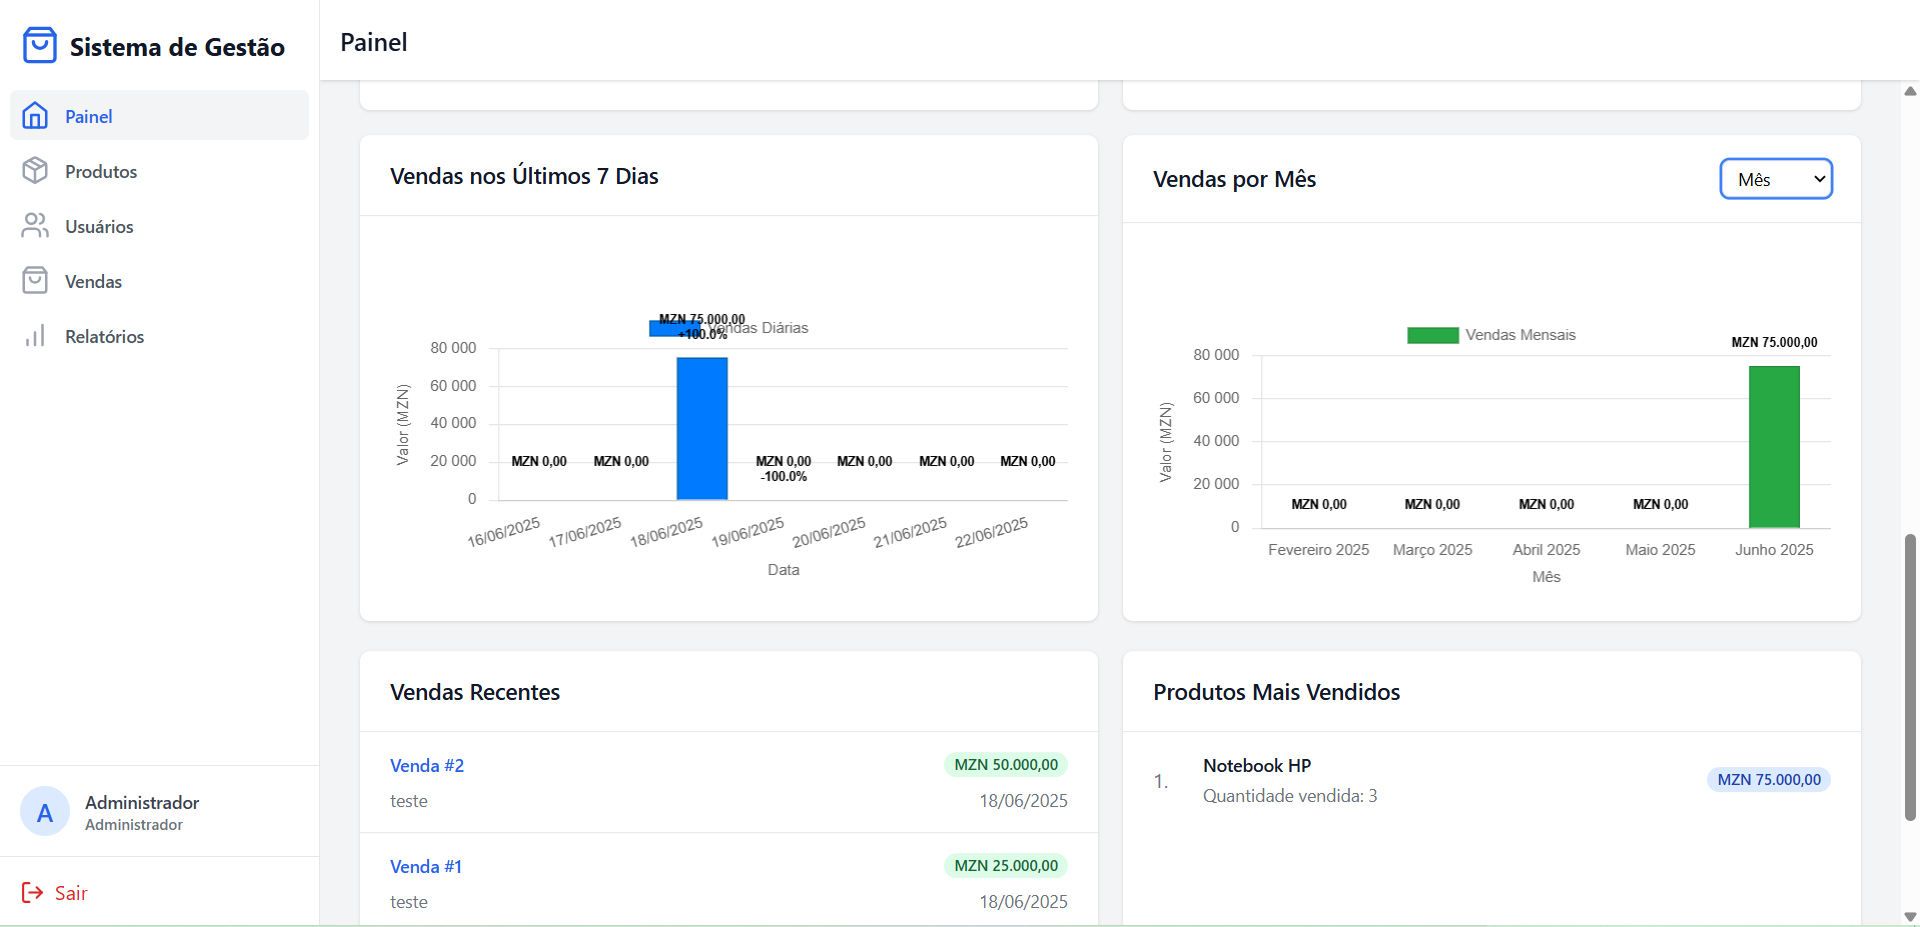 Sistema de Gestão
Painel
Produtos
Usuários
Vendas
Relatórios
A
Administrador
Administrador
Sair
Painel
Vendas nos Últimos 7 Dias
MZN 75.000,00
+100.0%
Vendas Diárias
Valor (MZN)
80 000
60 000
40 000
20 000
0
MZN 0,00
MZN 0,00
MZN 0,00
-100.0%
MZN 0,00
MZN 0,00
MZN 0,00
16/06/2025
17/06/2025
18/06/2025
19/06/2025
20/06/2025
21/06/2025
22/06/2025
Data
Vendas por Mês
Mês
Vendas Mensais
MZN 75.000,00
Valor (MZN)
80 000
60 000
40 000
20 000
0
MZN 0,00
MZN 0,00
MZN 0,00
MZN 0,00
Fevereiro 2025
Março 2025
Abril 2025
Maio 2025
Junho 2025
Mês
Vendas Recentes
Venda #2
MZN 50.000,00
teste
18/06/2025
Venda #1
MZN 25.000,00
teste
18/06/2025
Produtos Mais Vendidos
1.
Notebook HP
Quantidade vendida: 3
MZN 75.000,00